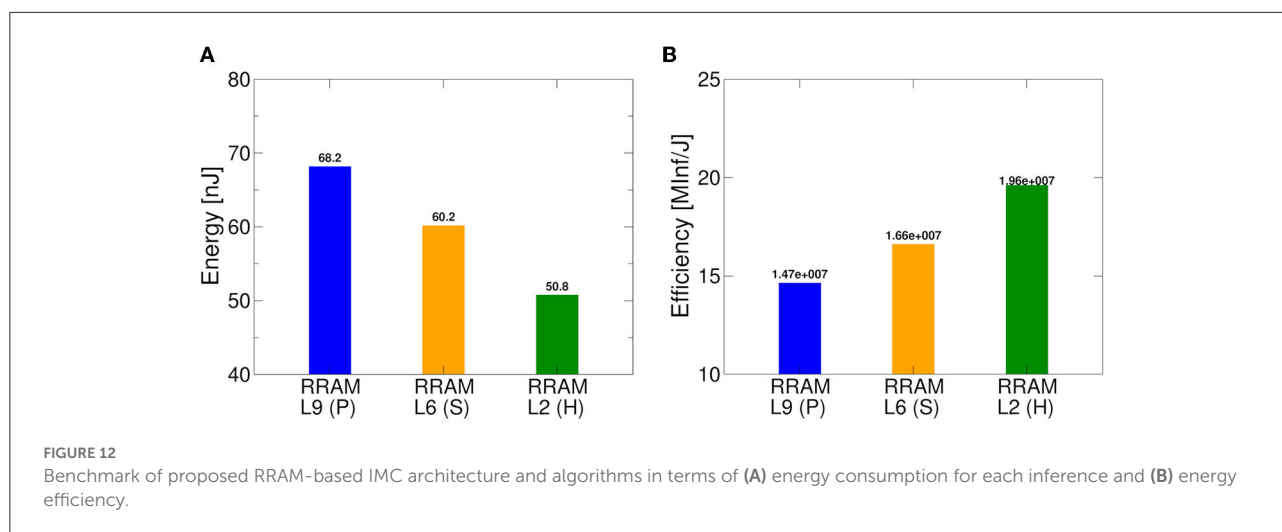 A
B
80
70
60
50
40
Energy [nJ]
68.2
60.2
50.8
RRAM
L9 (P)
RRAM
L6 (S)
RRAM
L2 (H)
25
20
15
10
Efficiency [MInf/J]
1.47e+007
1.66e+007
1.96e+007
RRAM
L9 (P)
RRAM
L6 (S)
RRAM
L2 (H)
FIGURE 12
Benchmark of proposed RRAM-based IMC architecture and algorithms in terms of (A) energy consumption for each inference and (B) energy
efficiency.